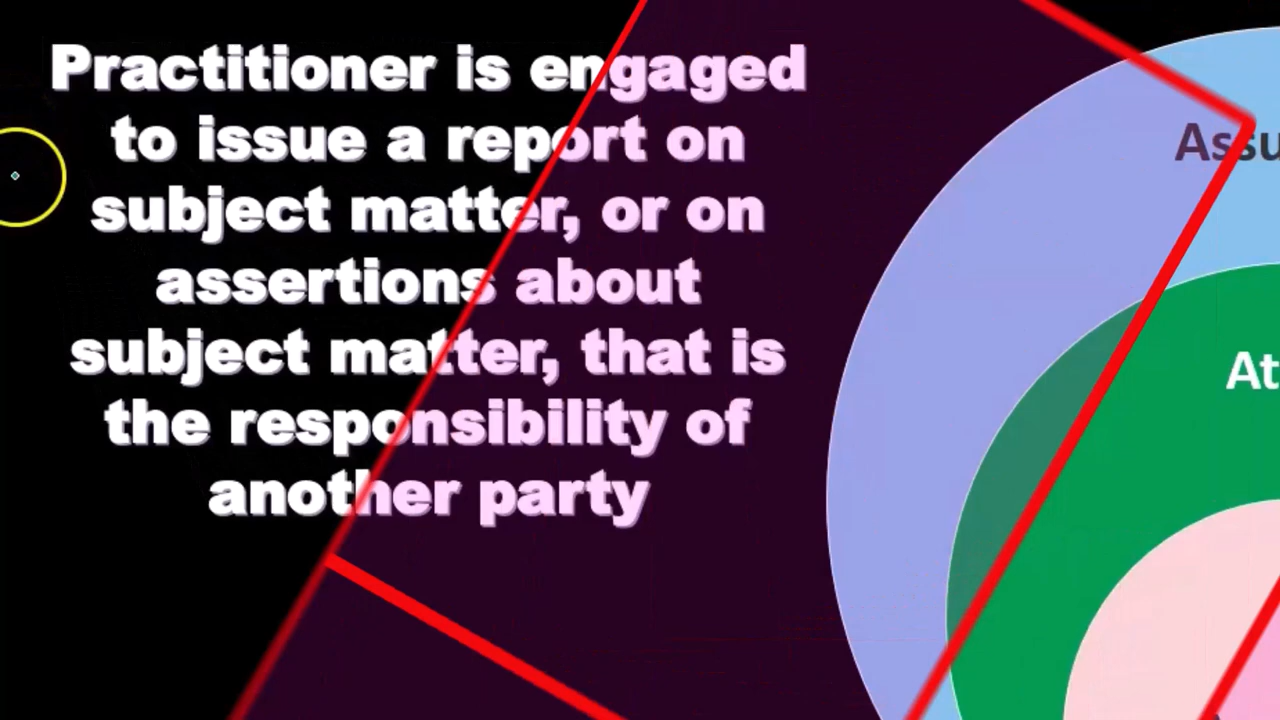 Practitioner is engaged
to issue a report on
subject matter, or on
assertions about
subject matter, that is
the responsibility of
another party